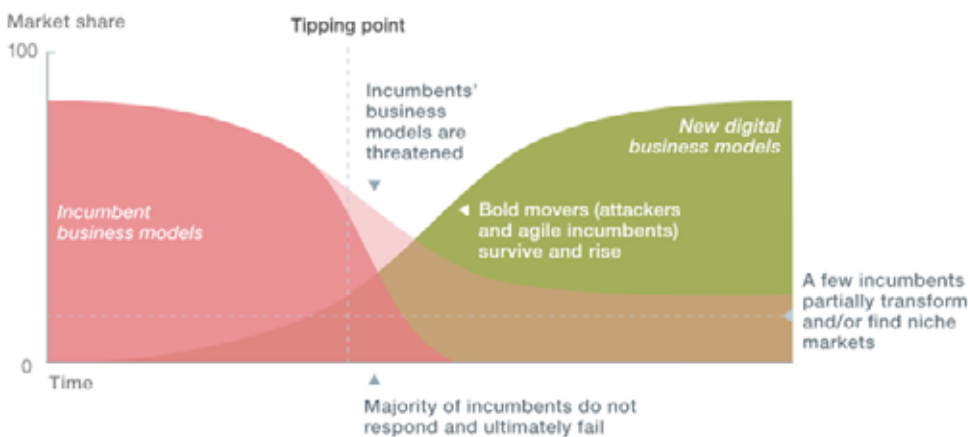 Market share
100
Tipping point
Incumbents'
business
models are
threatened
New digital
business models
Incumbent
business models
Bold movers (attackers
and agile incumbents)
survive and rise
A few incumbents
partially transform
and/or find niche
markets
0
Time
Majority of incumbents do not
respond and ultimately fail